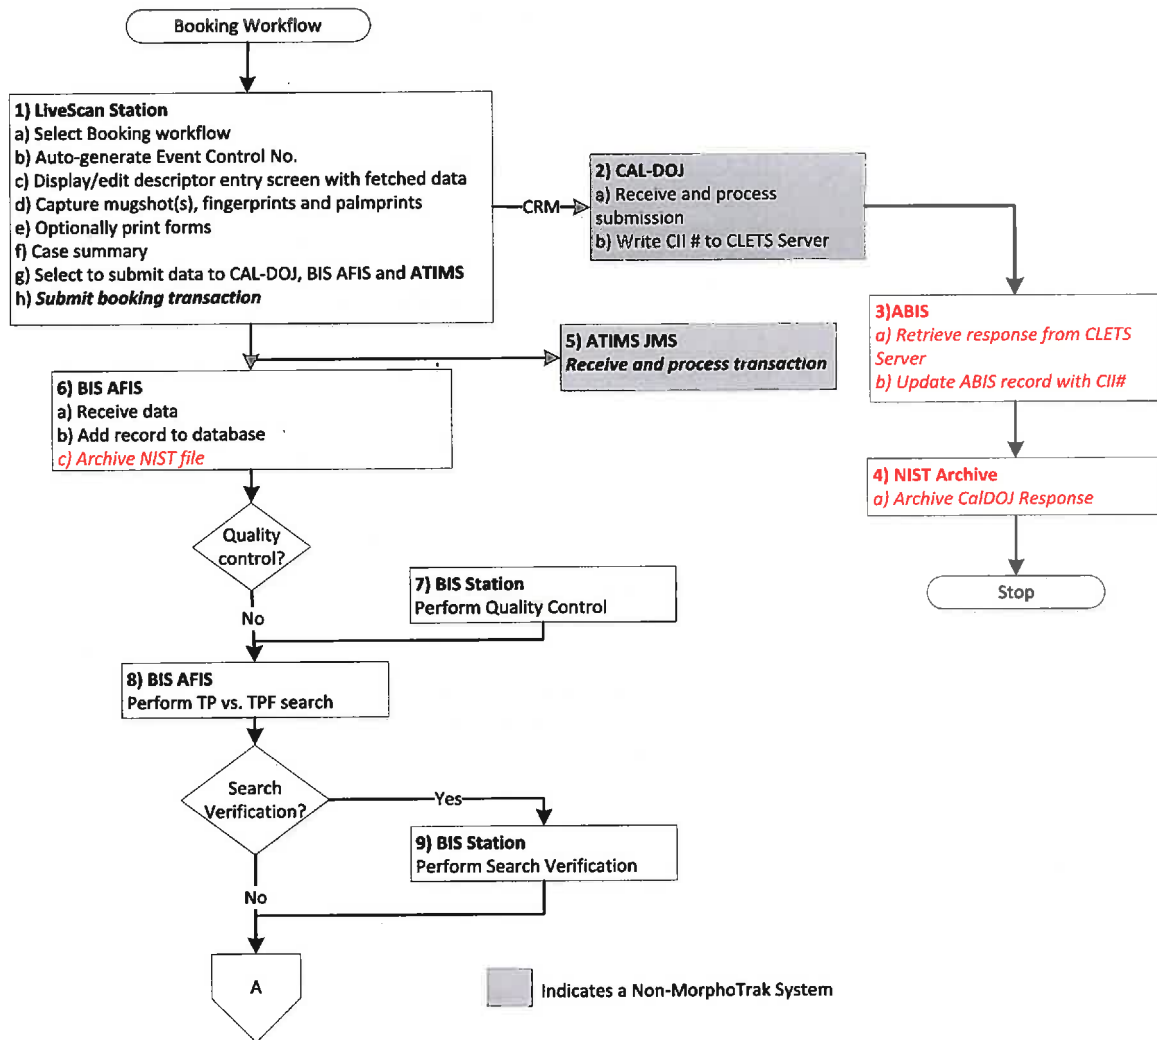 Booking Workflow
1) LiveScan Station
a) Select Booking workflow
b) Auto-generate Event Control No.
c) Display/edit descriptor entry screen with fetched data
d) Capture mugshot(s), fingerprints and palmprints
e) Optionally print forms
f) Case summary
g) Select to submit data to CAL-DOJ, BIS AFIS and ATIMS
h) Submit booking transaction
CRM
2) CAL-DOJ
a) Receive and process
submission
b) Write CII # to CLETS Server
3)ABIS
a) Retrieve response from CLETS
Server
b) Update ABIS record with CII#
4) NIST Archive
a) Archive CalDOJ Response
Stop
5) ATIMS JMS
Receive and process transaction
6) BIS AFIS
a) Receive data
b) Add record to database
c) Archive NIST file
Quality
control?
No
7) BIS Station
Perform Quality Control
8) BIS AFIS
Perform TP vs. TPF search
Search
Verification?
Yes
9) BIS Station
Perform Search Verification
No
A
Indicates a Non-MorphoTrak System